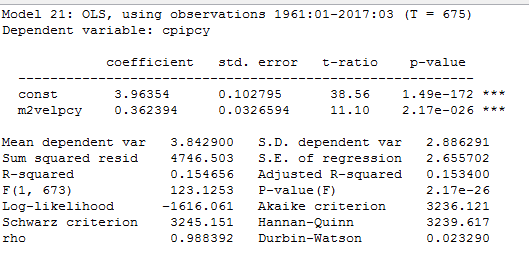 Model 21: OLS, using observations 1961:01-2017:03 (T = 675)
Dependent variable: cpipcy
coefficient std. error t-ratio p-value
---------------------------------------------------------
const 3.96354 0.102795 38.56 1.49e-172 ***
m2velpcy 0.362394 0.0326594 11.10 2.17e-026 ***
Mean dependent var 3.842900 S.D. dependent var 2.886291
Sum squared resid 4746.503 S.E. of regression 2.655702
R-squared 0.154656 Adjusted R-squared 0.153400
F(1, 673) 123.1253 P-value(F) 2.17e-26
Log-likelihood -1616.061 Akaike criterion 3236.121
Schwarz criterion 3245.151 Hannan-Quinn 3239.617
rho 0.988392 Durbin-Watson 0.023290